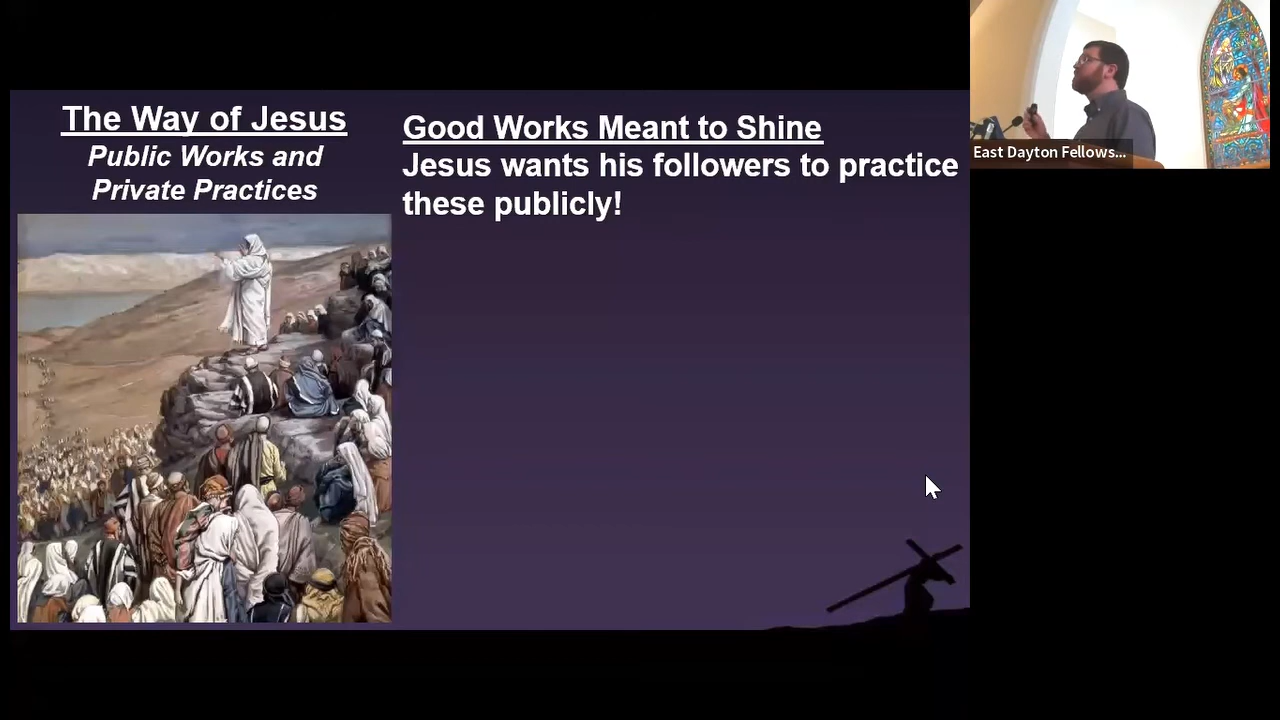 The Way of Jesus
Public Works and
Private Practices
Good Works Meant to Shine
Jesus wants his followers to practice
these publicly!
East Dayton Fellows...